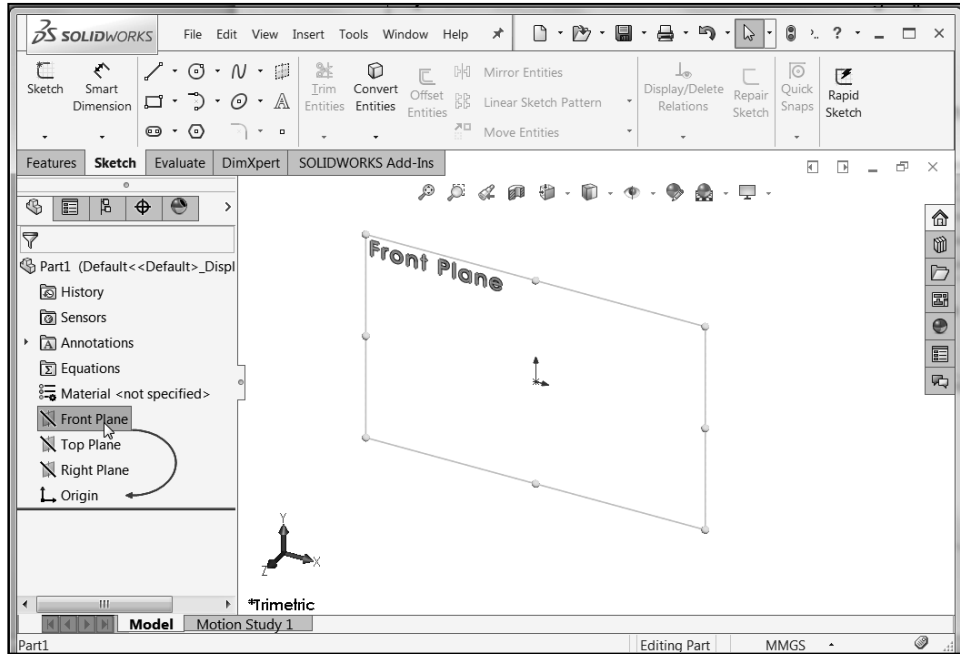 SOLIDWORKS File Edit View Insert Tools Window Help ?
Sketch Smart Dimension Trim Entities Convert Entities Offset Entities Mirror Entities Linear Sketch Pattern Move Entities Display/Delete Relations Repair Sketch Quick Snaps Rapid Sketch
Features Sketch Evaluate DimXpert SOLIDWORKS Add-Ins
Part1 (Default<<Default>_Displ
History
Sensors
A Annotations
Equations
Material <not specified>
Front Plane
Top Plane
Right Plane
Origin
Front Plane
Y
X
Z
*Trimetric
Model Motion Study 1
Part1 Editing Part MMGS